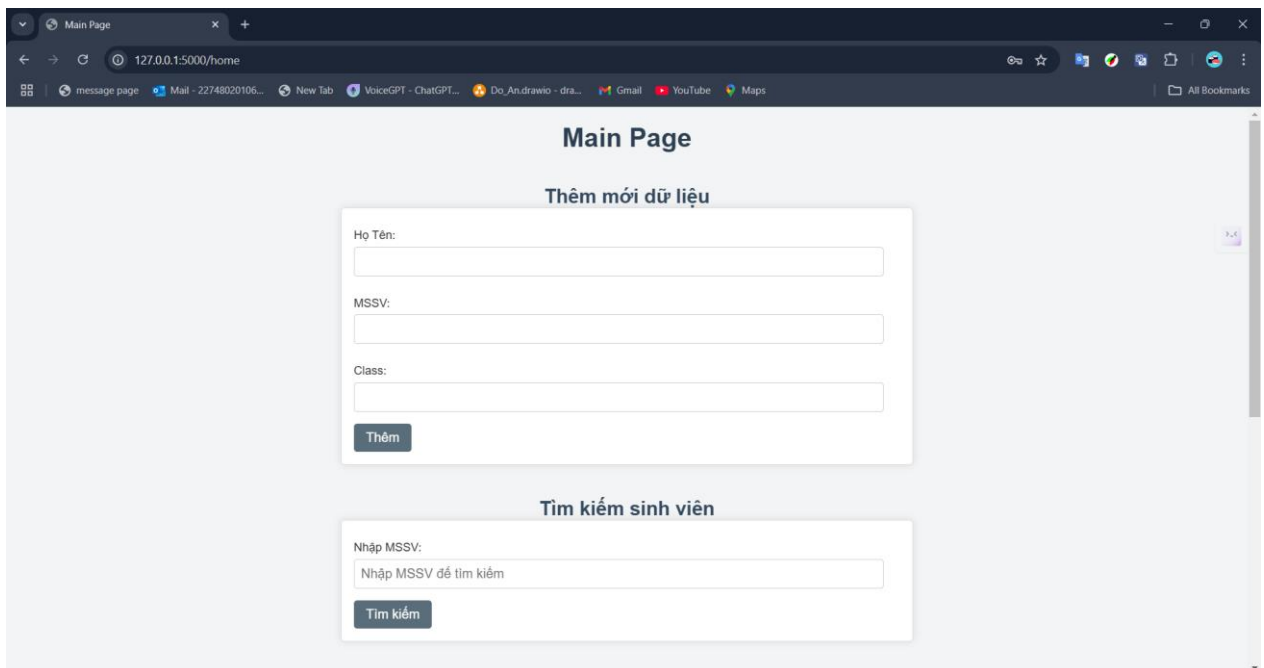 Main Page
127.0.0.1:5000/home
message page Mail - 22748020106... New Tab VoiceGPT - ChatGPT... Do_An.drawio - dra... Gmail YouTube Maps All Bookmarks
Main Page
Thêm mới dữ liệu
Họ Tên:
MSSV:
Class:
Thêm
Tìm kiếm sinh viên
Nhập MSSV:
Nhập MSSV để tìm kiếm
Tìm kiếm